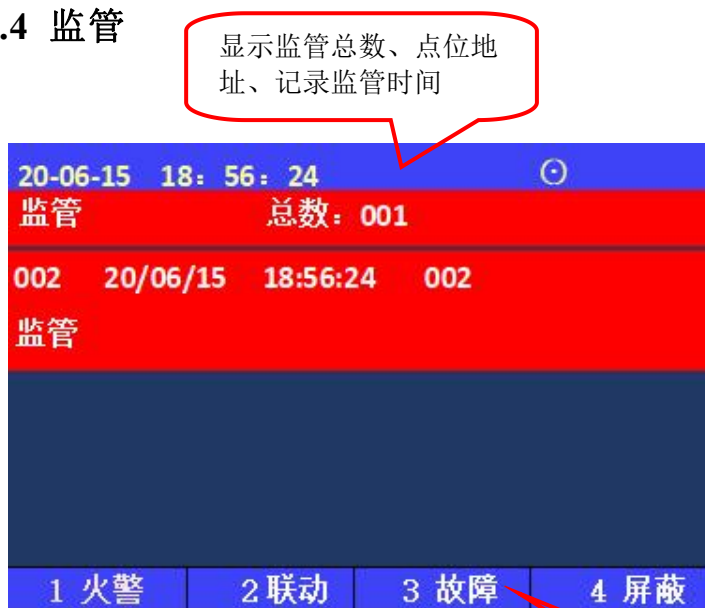 .4 监管
显示监管总数、点位地
址、记录监管时间
20-06-15 18：56：24
监管 总数：001
002 20/06/15 18:56:24 002
监管
1 火警 2联动 3 故障 4 屏蔽